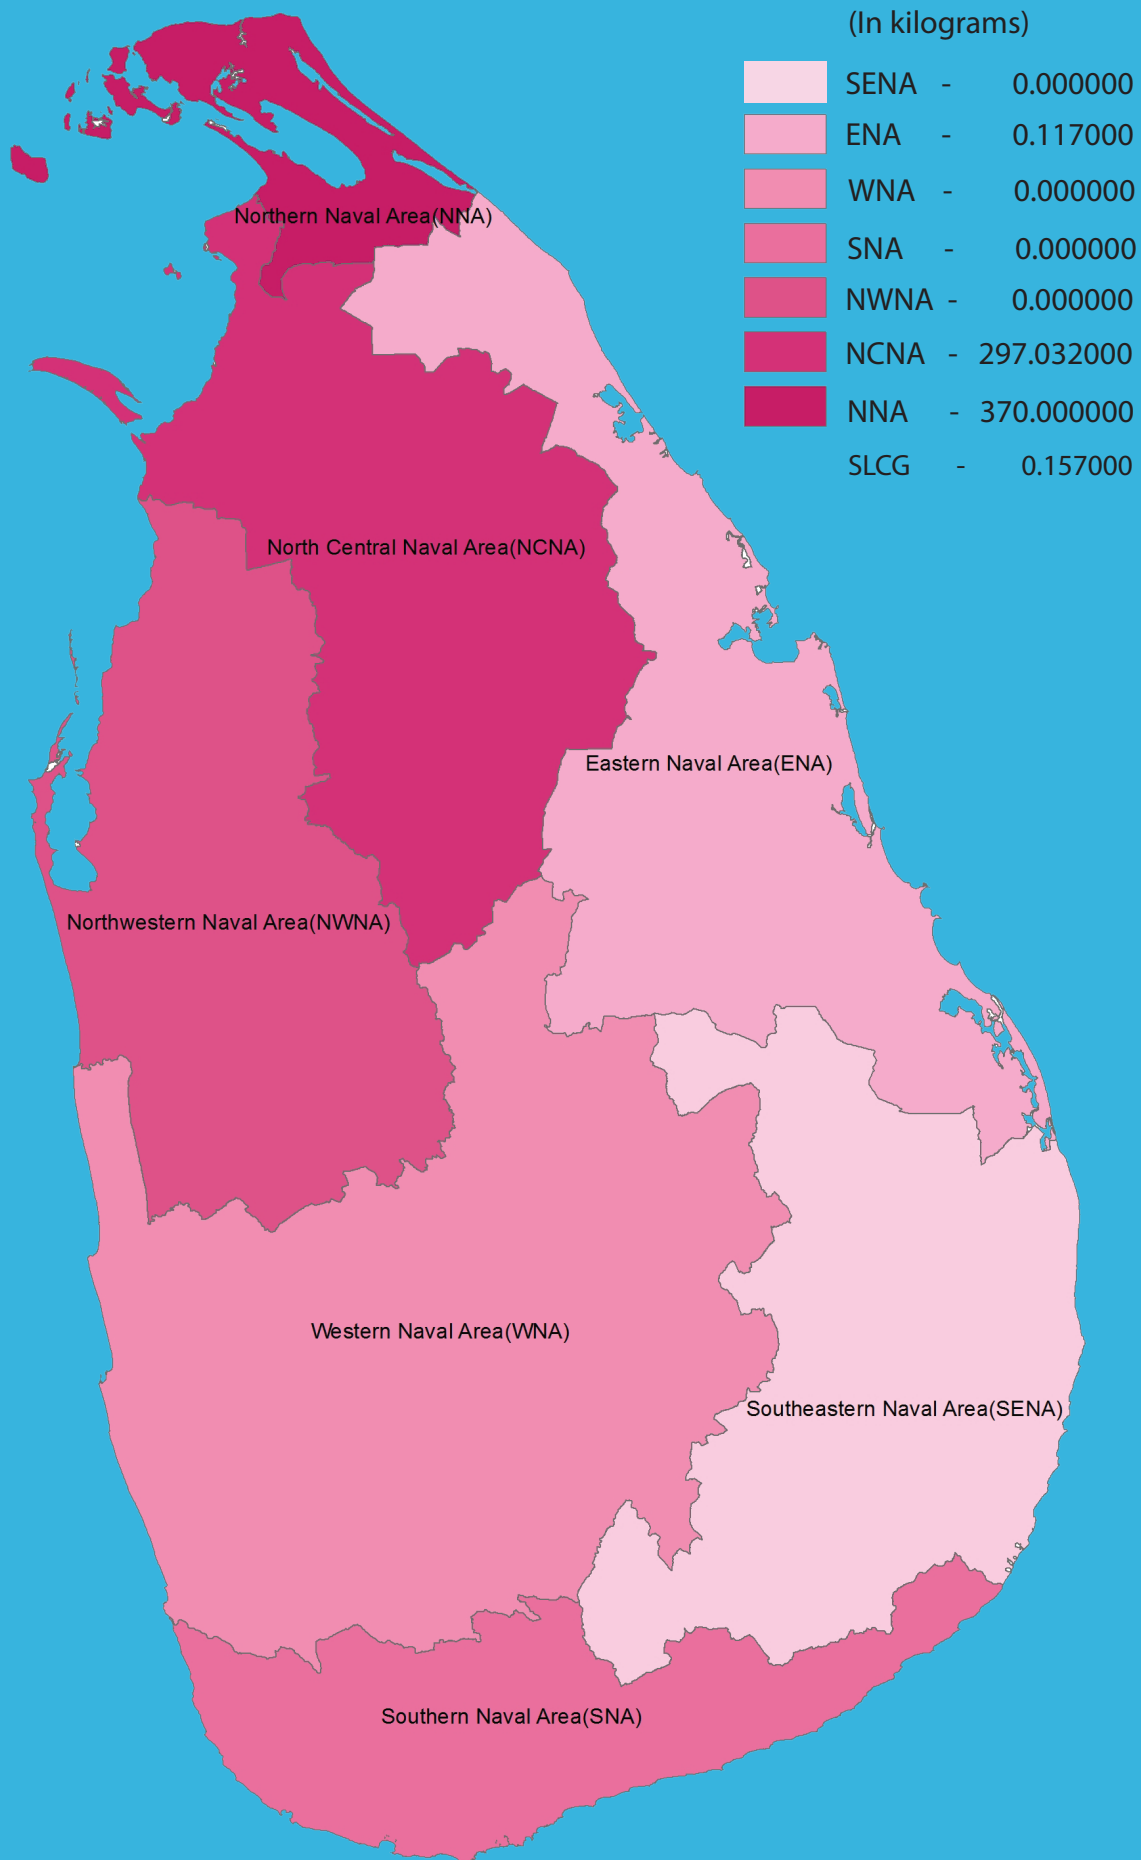 (In kilograms)
SENA - 0.000000
ENA - 0.117000
WNA - 0.000000
SNA - 0.000000
NWNA - 0.000000
NCNA - 297.032000
NNA - 370.000000
SLCG - 0.157000
Northern Naval Area(NNA)
North Central Naval Area(NCNA)
Eastern Naval Area(ENA)
Northwestern Naval Area(NWNA)
Western Naval Area(WNA)
Southeastern Naval Area(SENA)
Southern Naval Area(SNA)